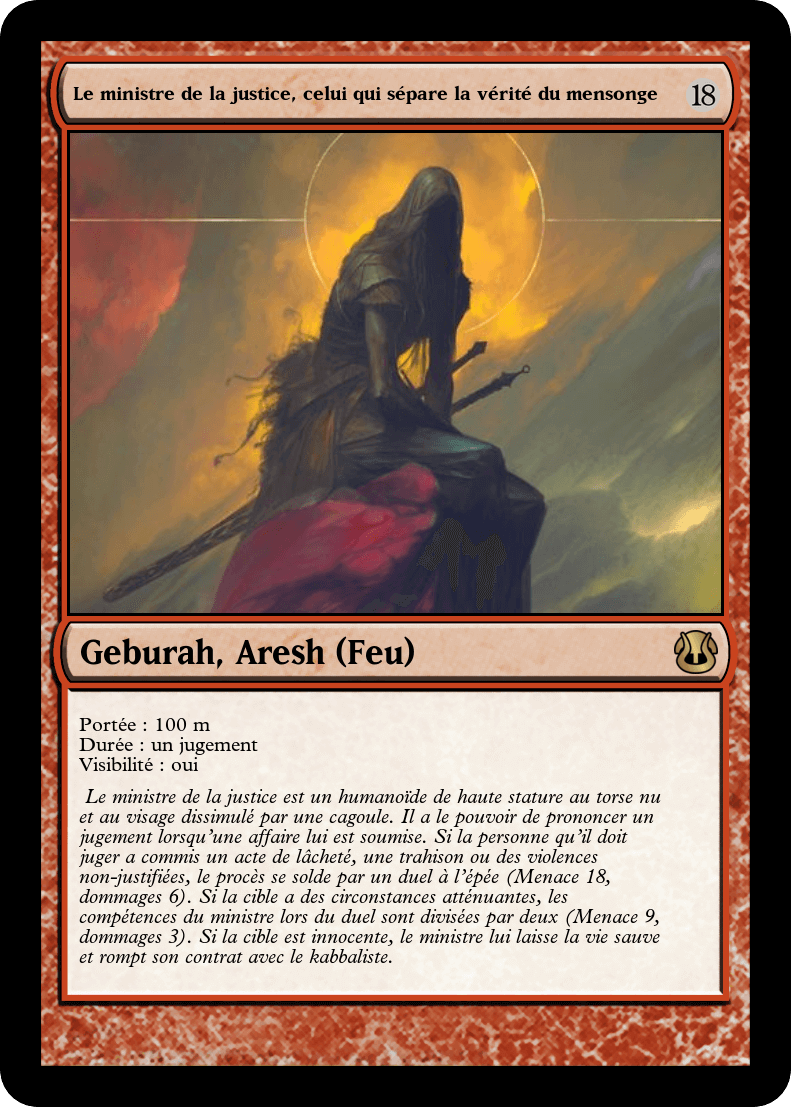 Le ministre de la justice, celui qui sépare la vérité du mensonge 18
Geburah, Aresh (Feu)
Portée : 100 m
Durée : un jugement
Visibilité : oui
Le ministre de la justice est un humanoïde de haute stature au torse nu
et au visage dissimulé par une cagoule. Il a le pouvoir de prononcer un
jugement lorsqu'une affaire lui est soumise. Si la personne qu'il doit
juger a commis un acte de lâcheté, une trahison ou des violences
non-justifiées, le procès se solde par un duel à l'épée (Menace 18,
dommages 6). Si la cible a des circonstances atténuantes, les
compétences du ministre lors du duel sont divisées par deux (Menace 9,
dommages 3). Si la cible est innocente, le ministre lui laisse la vie sauve
et rompt son contrat avec le kabbaliste.